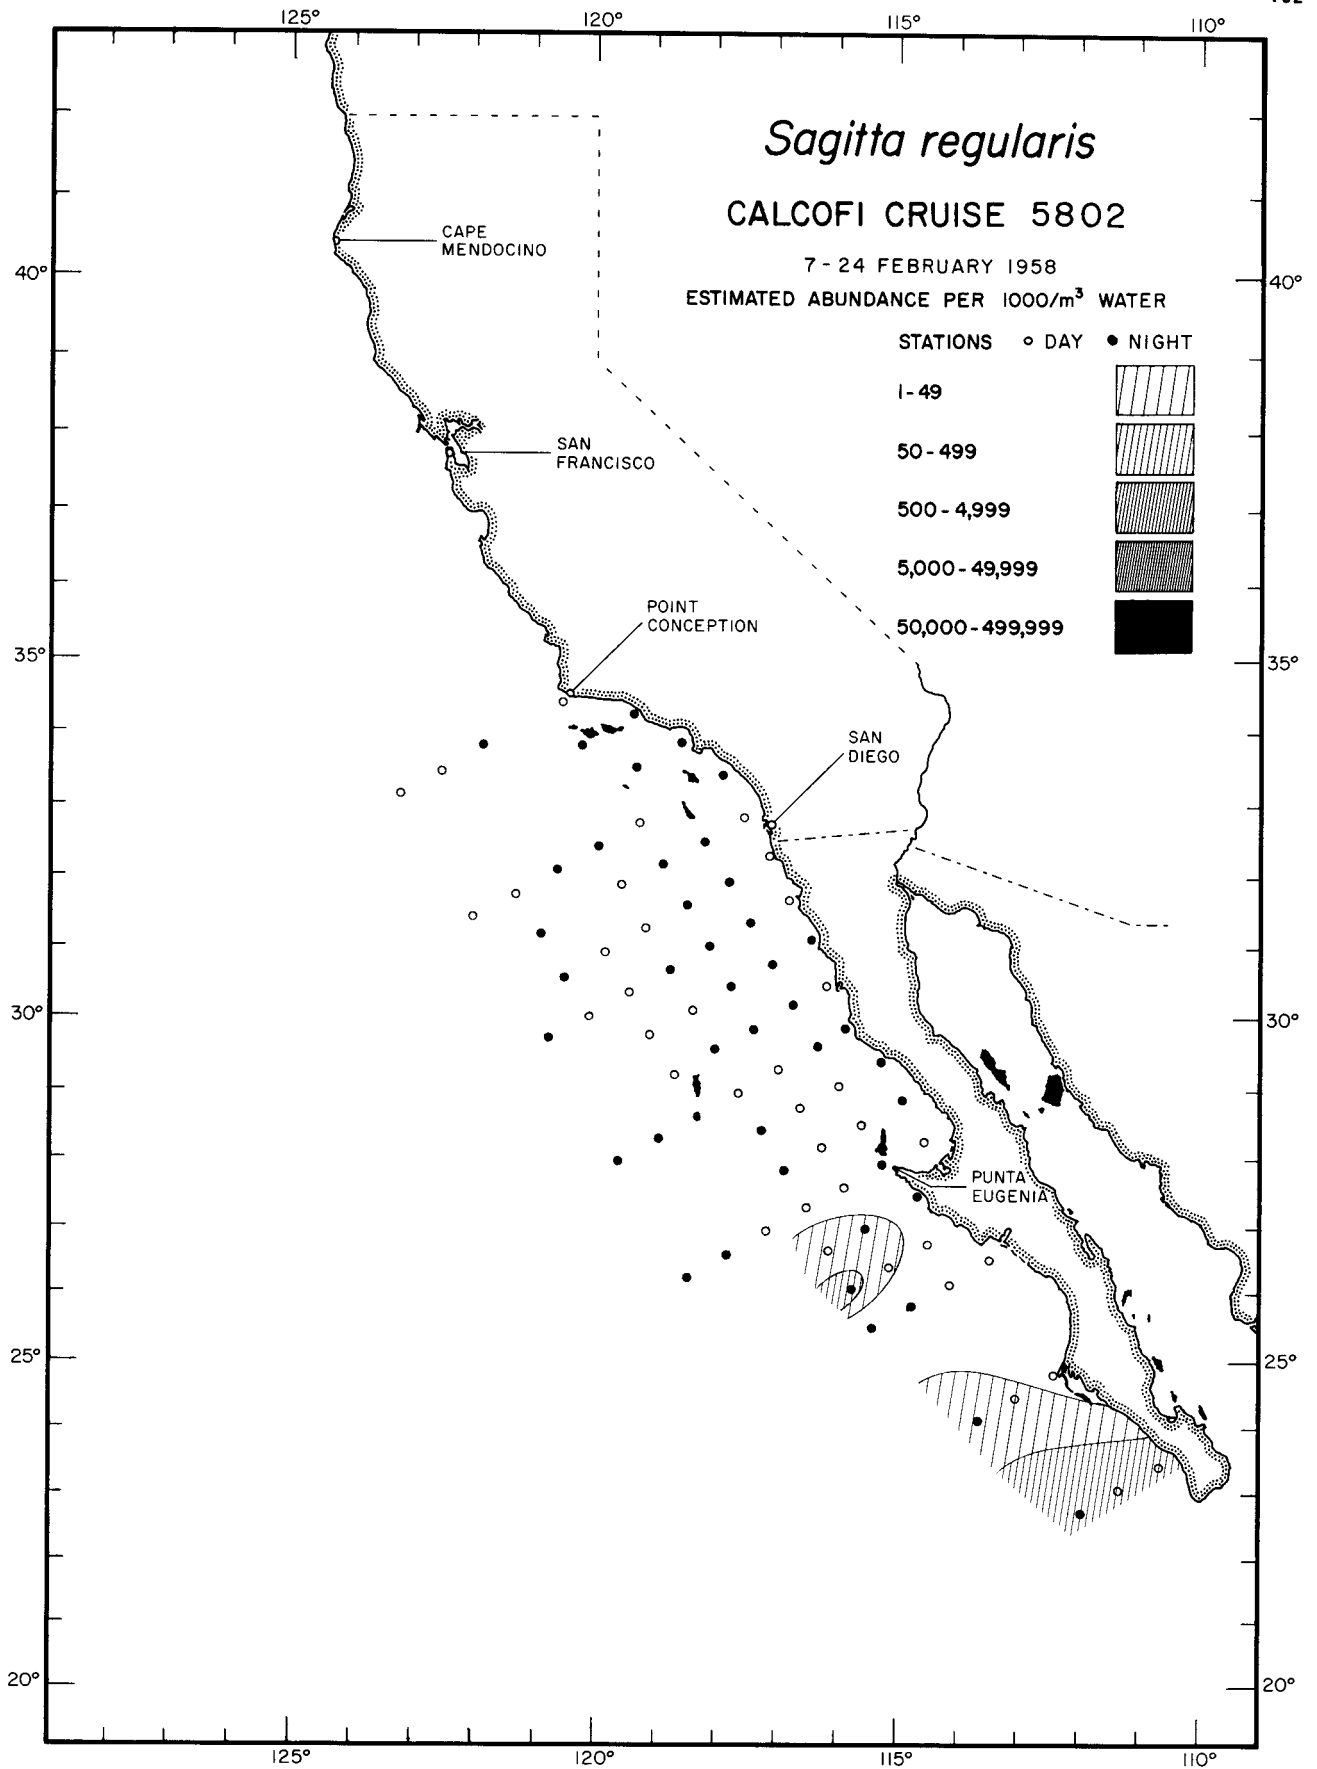 125°
120°
115°
110°
Sagitta regularis
CALCOFI CRUISE 5802
7-24 FEBRUARY 1958
ESTIMATED ABUNDANCE PER 1000/m³ WATER
STATIONS ○ DAY ● NIGHT
1-49
50-499
500-4,999
5,000-49,999
50,000-499,999
CAPE
MENDOCINO
40°
40°
SAN
FRANCISCO
POINT
CONCEPTION
35°
35°
SAN
DIEGO
30°
30°
PUNTA
EUGENIA
25°
25°
20°
20°
125°
120°
115°
110°